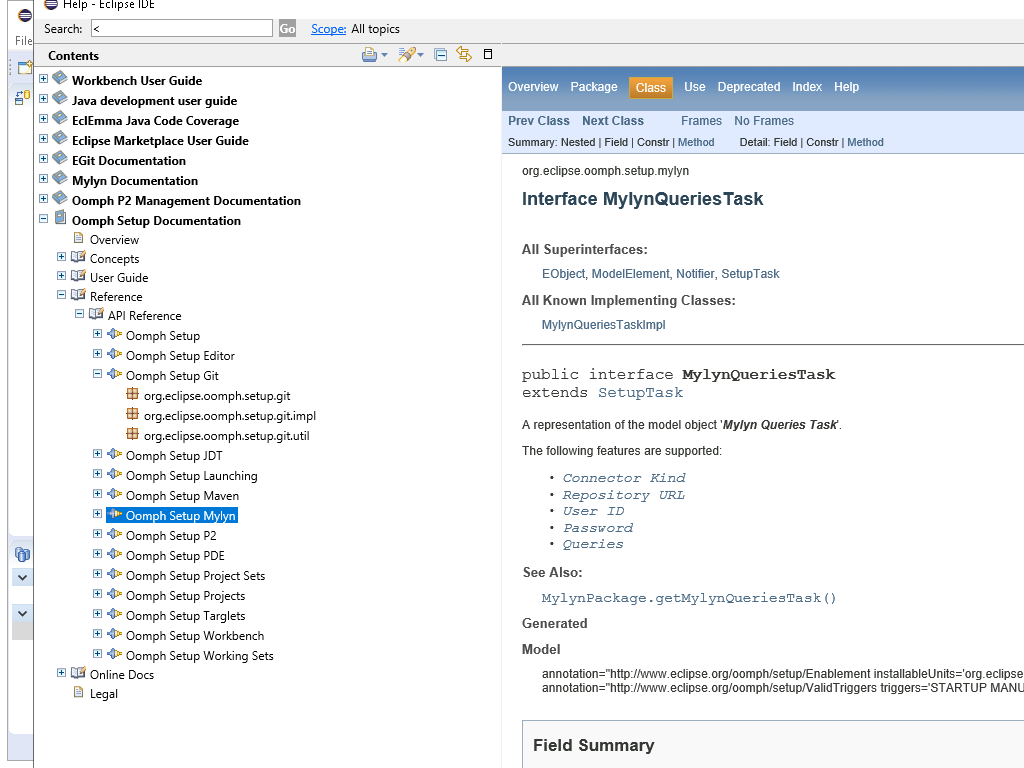 Help - Eclipse IDE
File
Search: < Go Scope: All topics
Contents
Workbench User Guide
Java development user guide
EclEmma Java Code Coverage
Eclipse Marketplace User Guide
EGit Documentation
Mylyn Documentation
Oomph P2 Management Documentation
Oomph Setup Documentation
Overview
Concepts
User Guide
Reference
API Reference
Oomph Setup
Oomph Setup Editor
Oomph Setup Git
org.eclipse.oomph.setup.git
org.eclipse.oomph.setup.git.impl
org.eclipse.oomph.setup.git.util
Oomph Setup JDT
Oomph Setup Launching
Oomph Setup Maven
Oomph Setup Mylyn
Oomph Setup P2
Oomph Setup PDE
Oomph Setup Project Sets
Oomph Setup Projects
Oomph Setup Targlets
Oomph Setup Workbench
Oomph Setup Working Sets
Online Docs
Legal
Overview Package Class Use Deprecated Index Help
Prev Class Next Class Frames No Frames
Summary: Nested | Field | Constr | Method Detail: Field | Constr | Method
org.eclipse.oomph.setup.mylyn
Interface MylynQueriesTask
All Superinterfaces:
EObject, ModelElement, Notifier, SetupTask
All Known Implementing Classes:
MylynQueriesTaskImpl
public interface MylynQueriesTask
extends SetupTask
A representation of the model object 'Mylyn Queries Task'.
The following features are supported:
• Connector Kind
• Repository URL
• User ID
• Password
• Queries
See Also:
MylynPackage.getMylynQueriesTask()
Generated
Model
annotation="http://www.eclipse.org/oomph/setup/Enablement installableUnits='org.eclipse
annotation="http://www.eclipse.org/oomph/setup/ValidTriggers triggers='STARTUP MANU
Field Summary